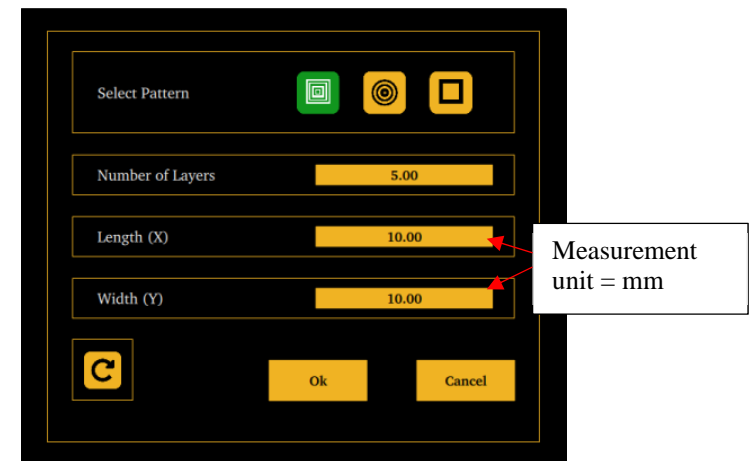 Select Pattern
Number of Layers 5.00
Length (X) 10.00
Measurement
unit = mm
Width (Y) 10.00
Ok Cancel